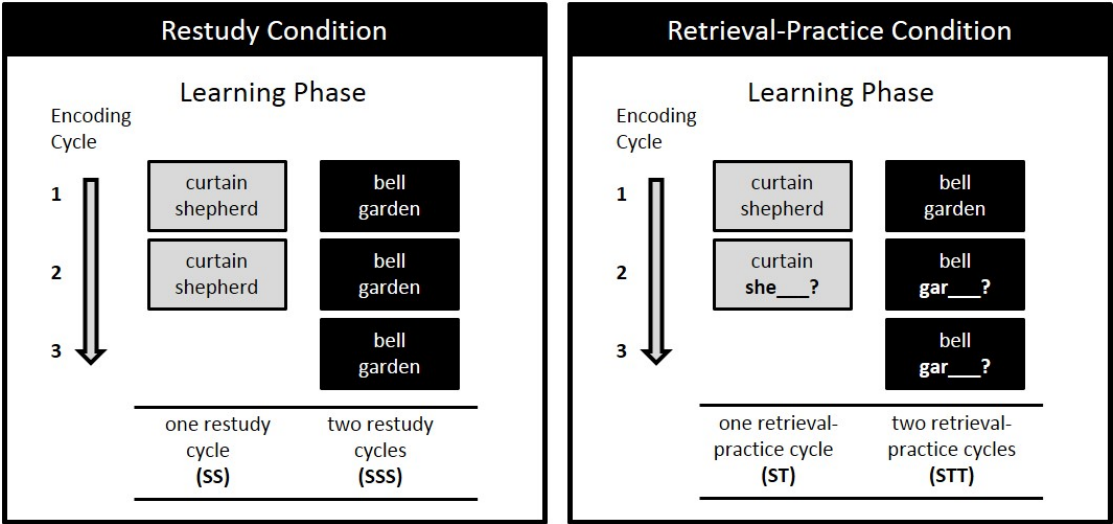 Restudy Condition
Learning Phase
Encoding
Cycle
1
curtain
shepherd
bell
garden
2
curtain
shepherd
bell
garden
3
bell
garden
one restudy
cycle
(SS)
two restudy
cycles
(SSS)
Retrieval-Practice Condition
Learning Phase
Encoding
Cycle
1
curtain
shepherd
bell
garden
2
curtain
she___?
bell
gar___?
3
bell
gar___?
one retrieval-
practice cycle
(ST)
two retrieval-
practice cycles
(STT)